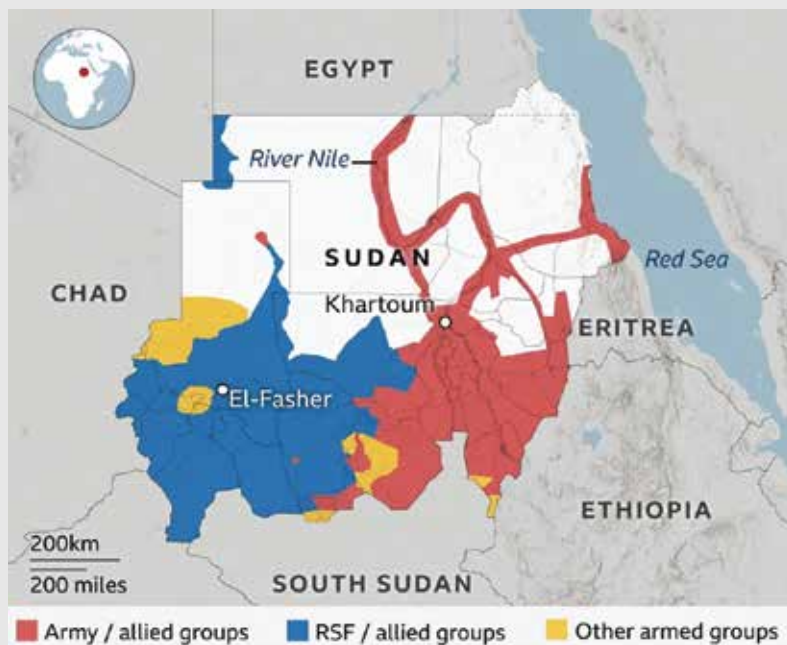 EGYPT
River Nile
SUDAN
Red Sea
CHAD
Khartoum
ERITREA
El-Fasher
ETHIOPIA
200km
200 miles
SOUTH SUDAN
Army / allied groups
RSF / allied groups
Other armed groups